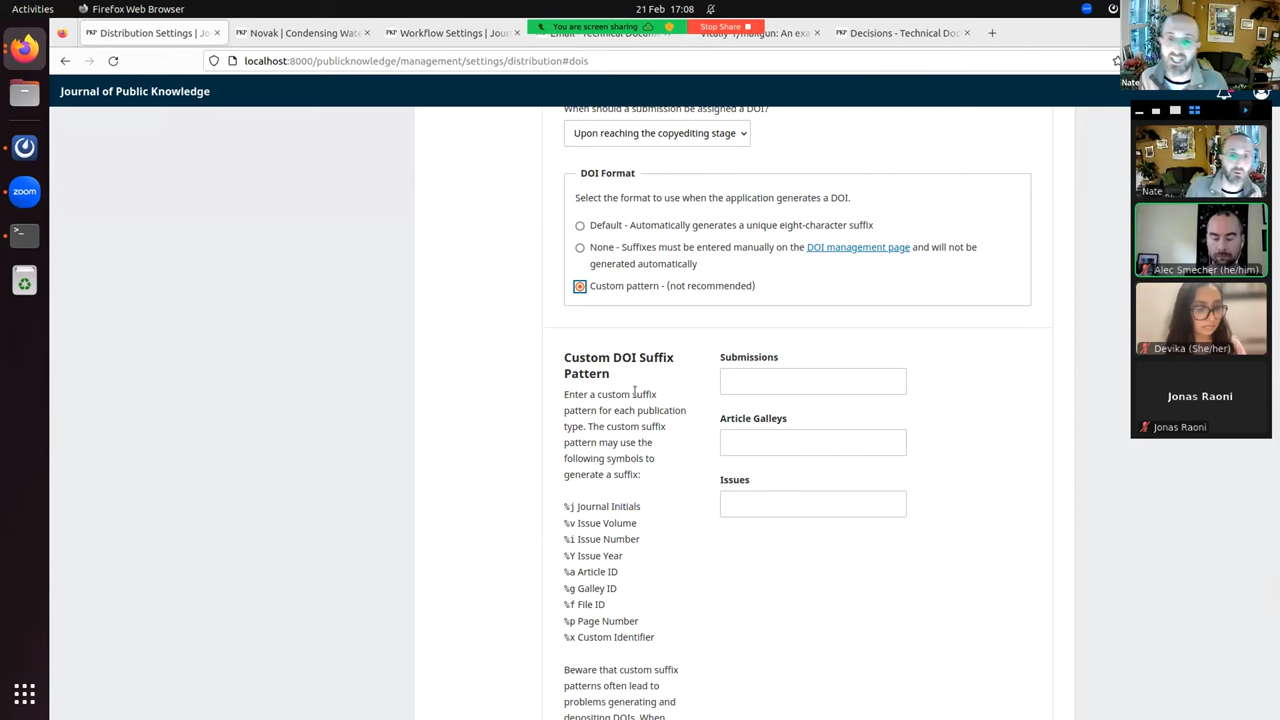 Activities
Firefox Web Browser
21 Feb 17:08
You are screen sharing
Stop Share
Distribution Settings | Jo
Novak | Condensing Wate
Workflow Settings | Journ
Email - Technical Docum
Decisions - Technical Doc
localhost:8000/publicknowledge/management/settings/distribution#dois
Journal of Public Knowledge
When should a submission be assigned a DOI?
Upon reaching the copyediting stage
DOI Format
Select the format to use when the application generates a DOI.
Default - Automatically generates a unique eight-character suffix
None - Suffixes must be entered manually on the DOI management page and will not be
generated automatically
Custom pattern - (not recommended)
Custom DOI Suffix
Pattern
Enter a custom suffix
pattern for each publication
type. The custom suffix
pattern may use the
following symbols to
generate a suffix:
%j Journal Initials
%v Issue Volume
%i Issue Number
%Y Issue Year
%a Article ID
%g Galley ID
%f File ID
%p Page Number
%x Custom Identifier
Beware that custom suffix
patterns often lead to
problems generating and
depositing DOIs. When
Submissions
Article Galleys
Issues
Nate
Nate
Alec Smecher (he/him)
Devika (She/her)
Jonas Raoni
Jonas Raoni
zoom